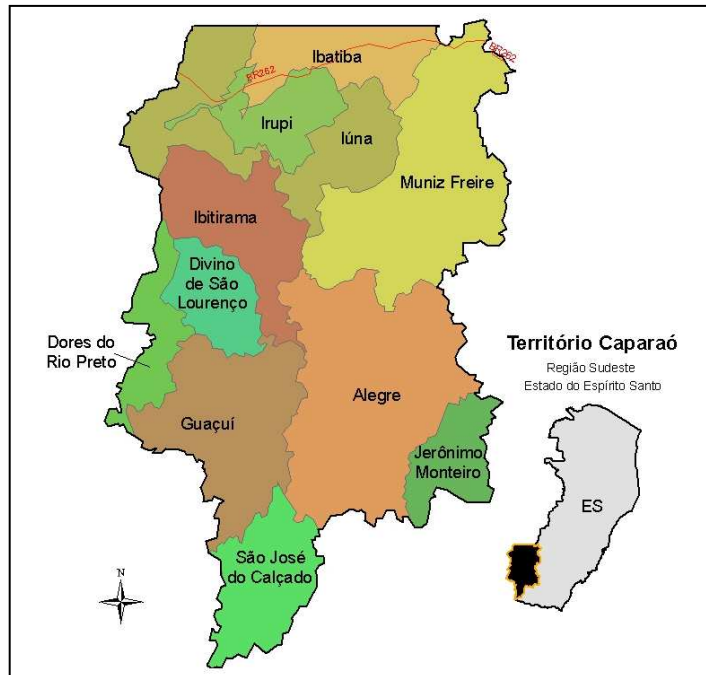 Ibatiba
BR262
BR262
Irupi
Iúna
Muniz Freire
Ibitirama
Divino
de São
Lourenço
Dores do
Rio Preto
Território Caparaó
Região Sudeste
Estado do Espírito Santo
Alegre
Guaçuí
Jerônimo
Monteiro
ES
São José
do Calçado
N